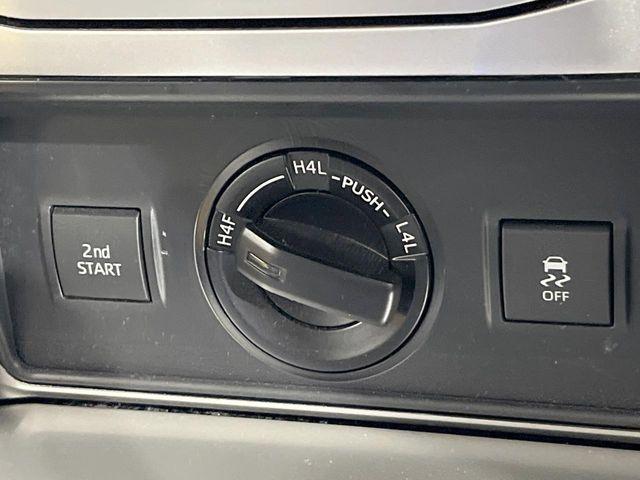 2nd
START
H4F
H4L
-PUSH-
L4L
OFF